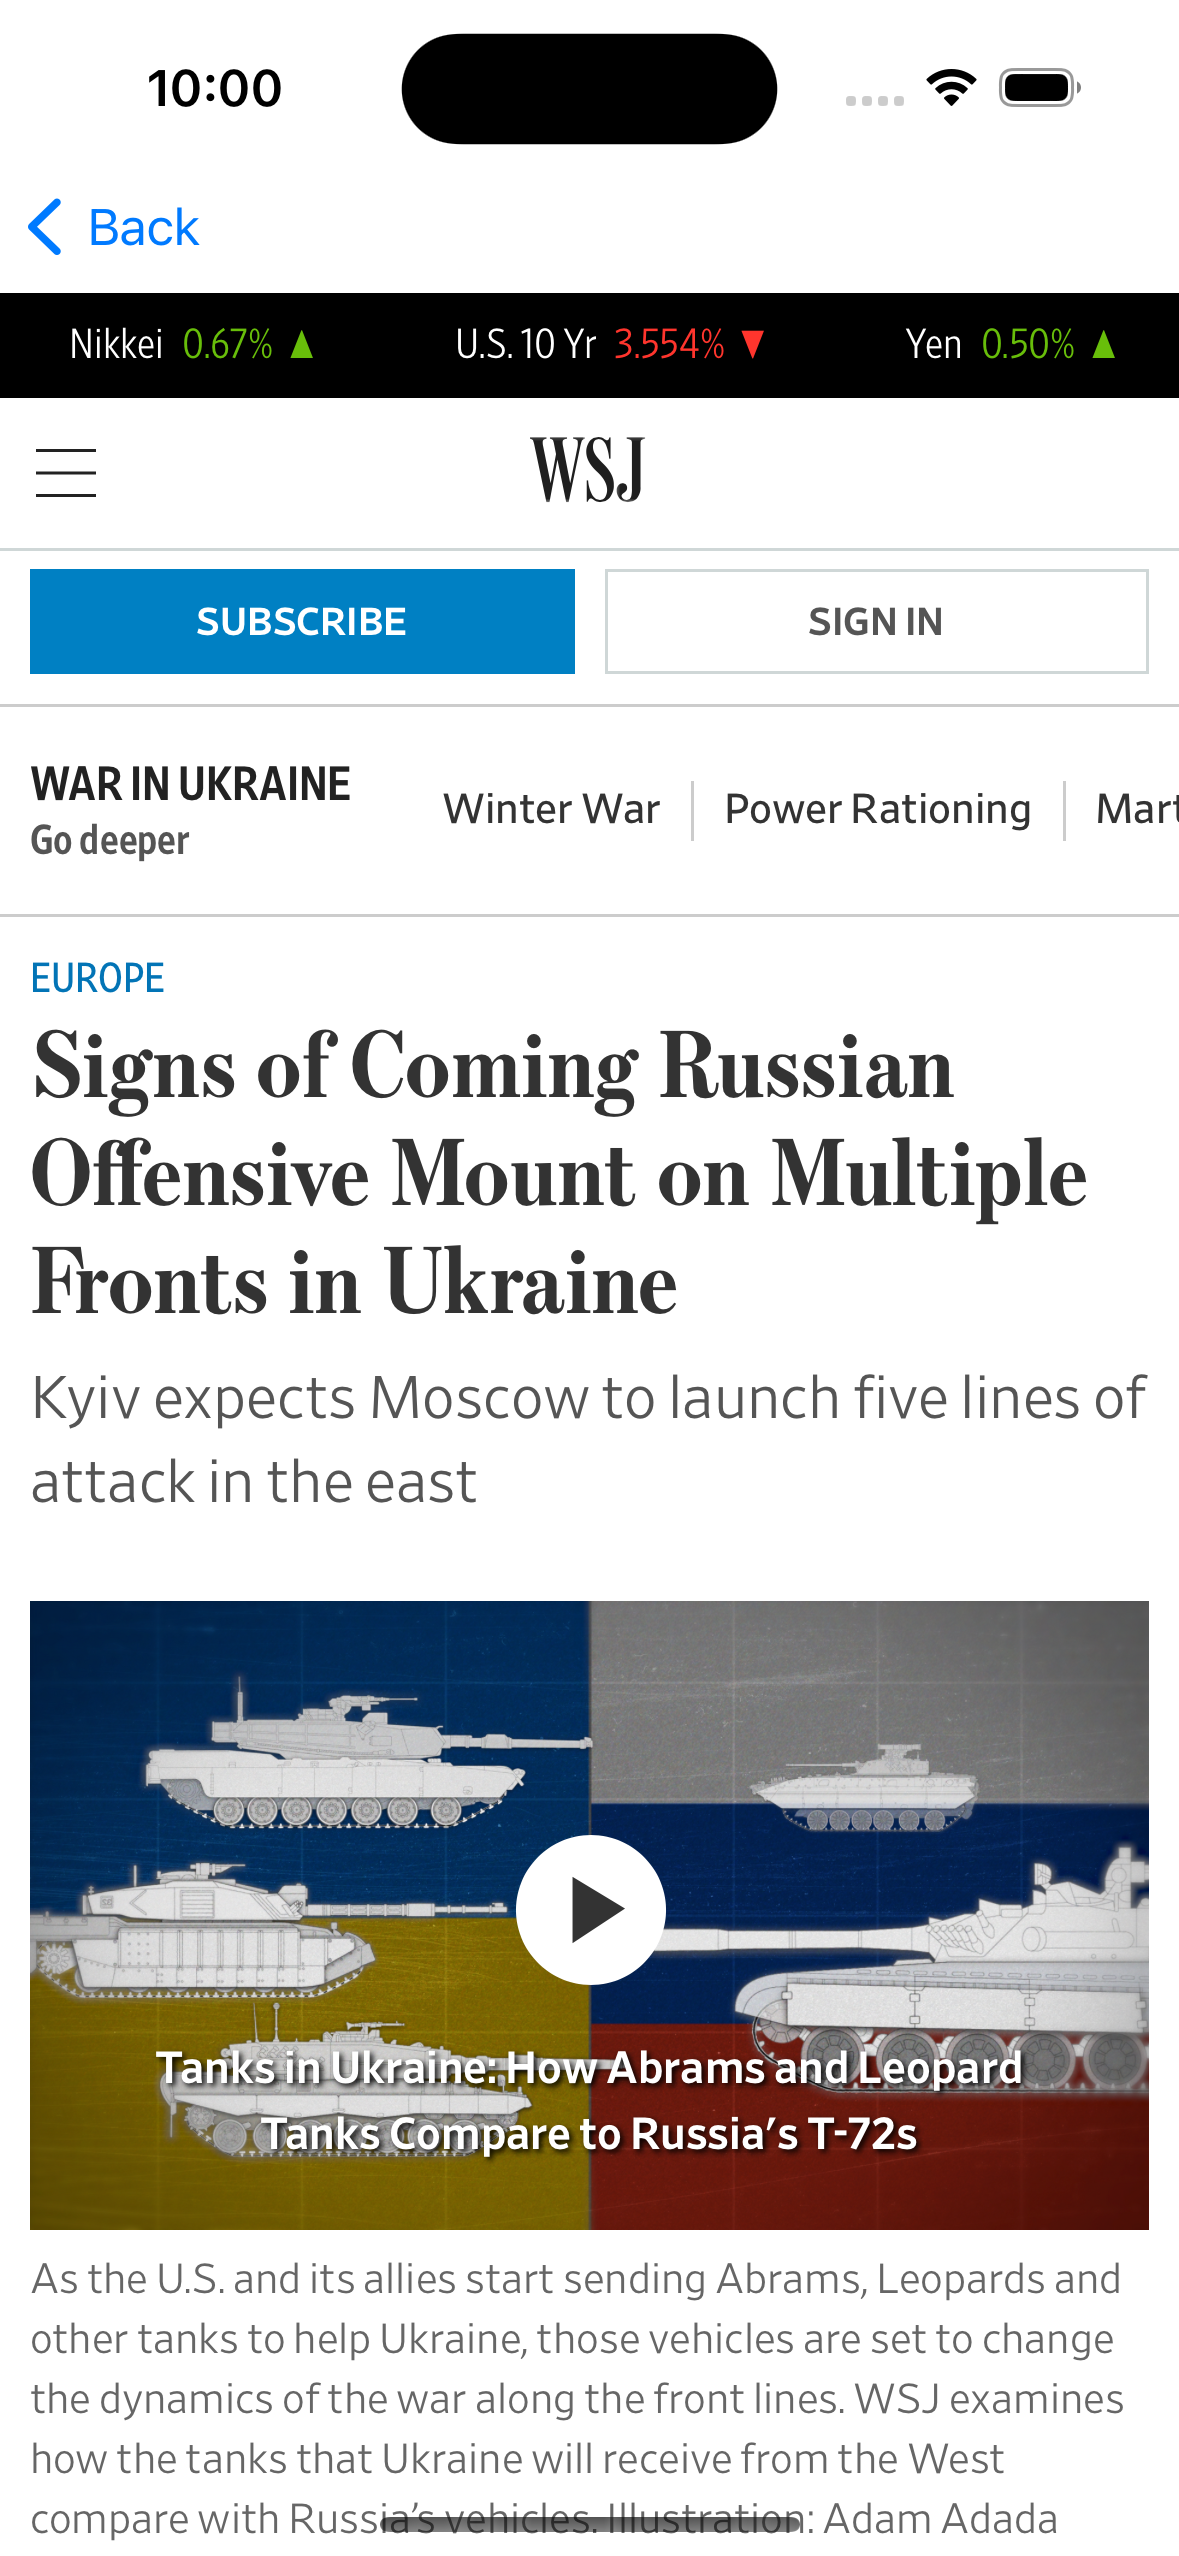 10:00
Back
Nikkei 0.67% ▲ U.S. 10 Yr 3.554% ▼ Yen 0.50% ▲
WSJ
SUBSCRIBE SIGN IN
WAR IN UKRAINE
Go deeper
Winter War Power Rationing Mart
EUROPE
Signs of Coming Russian
Offensive Mount on Multiple
Fronts in Ukraine
Kyiv expects Moscow to launch five lines of
attack in the east
Tanks in Ukraine: How Abrams and Leopard
Tanks Compare to Russia’s T-72s
As the U.S. and its allies start sending Abrams, Leopards and
other tanks to help Ukraine, those vehicles are set to change
the dynamics of the war along the front lines. WSJ examines
how the tanks that Ukraine will receive from the West
compare with Russia’s vehicles. Illustration: Adam Adada